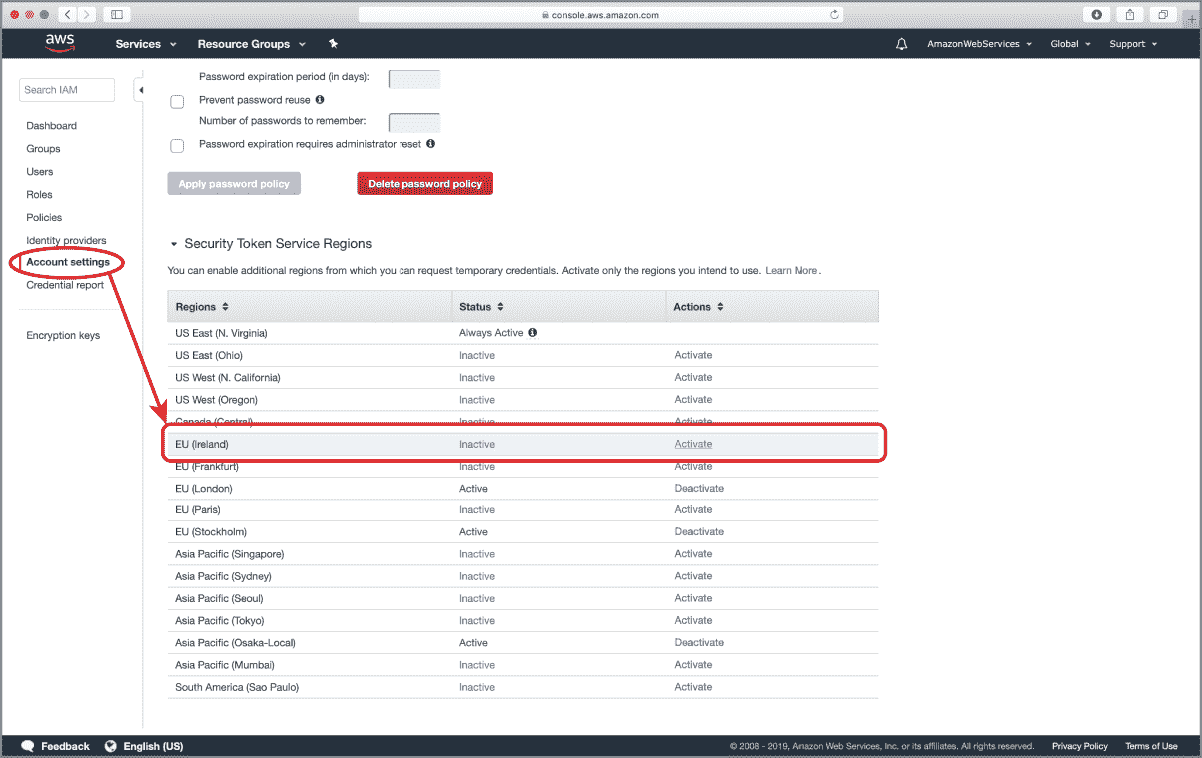 console.aws.amazon.com
aws Services Resource Groups AmazonWebServices Global Support
Search IAM
Dashboard
Groups
Users
Roles
Policies
Identity providers
Account settings
Credential report
Encryption keys
Password expiration period (in days):
Prevent password reuse
Number of passwords to remember:
Password expiration requires administrator reset
Apply password policy Delete password policy
Security Token Service Regions
You can enable additional regions from which you can request temporary credentials. Activate only the regions you intend to use. Learn More.
Regions Status Actions
US East (N. Virginia) Always Active
US East (Ohio) Inactive Activate
US West (N. California) Inactive Activate
US West (Oregon) Inactive Activate
Canada (Central) Inactive Activate
EU (Ireland) Inactive Activate
EU (Frankfurt) Inactive Activate
EU (London) Active Deactivate
EU (Paris) Inactive Activate
EU (Stockholm) Active Deactivate
Asia Pacific (Singapore) Inactive Activate
Asia Pacific (Sydney) Inactive Activate
Asia Pacific (Seoul) Inactive Activate
Asia Pacific (Tokyo) Inactive Activate
Asia Pacific (Osaka-Local) Active Deactivate
Asia Pacific (Mumbai) Inactive Activate
South America (Sao Paulo) Inactive Activate
Feedback English (US) © 2008 - 2019, Amazon Web Services, Inc. or its affiliates. All rights reserved. Privacy Policy Terms of Use